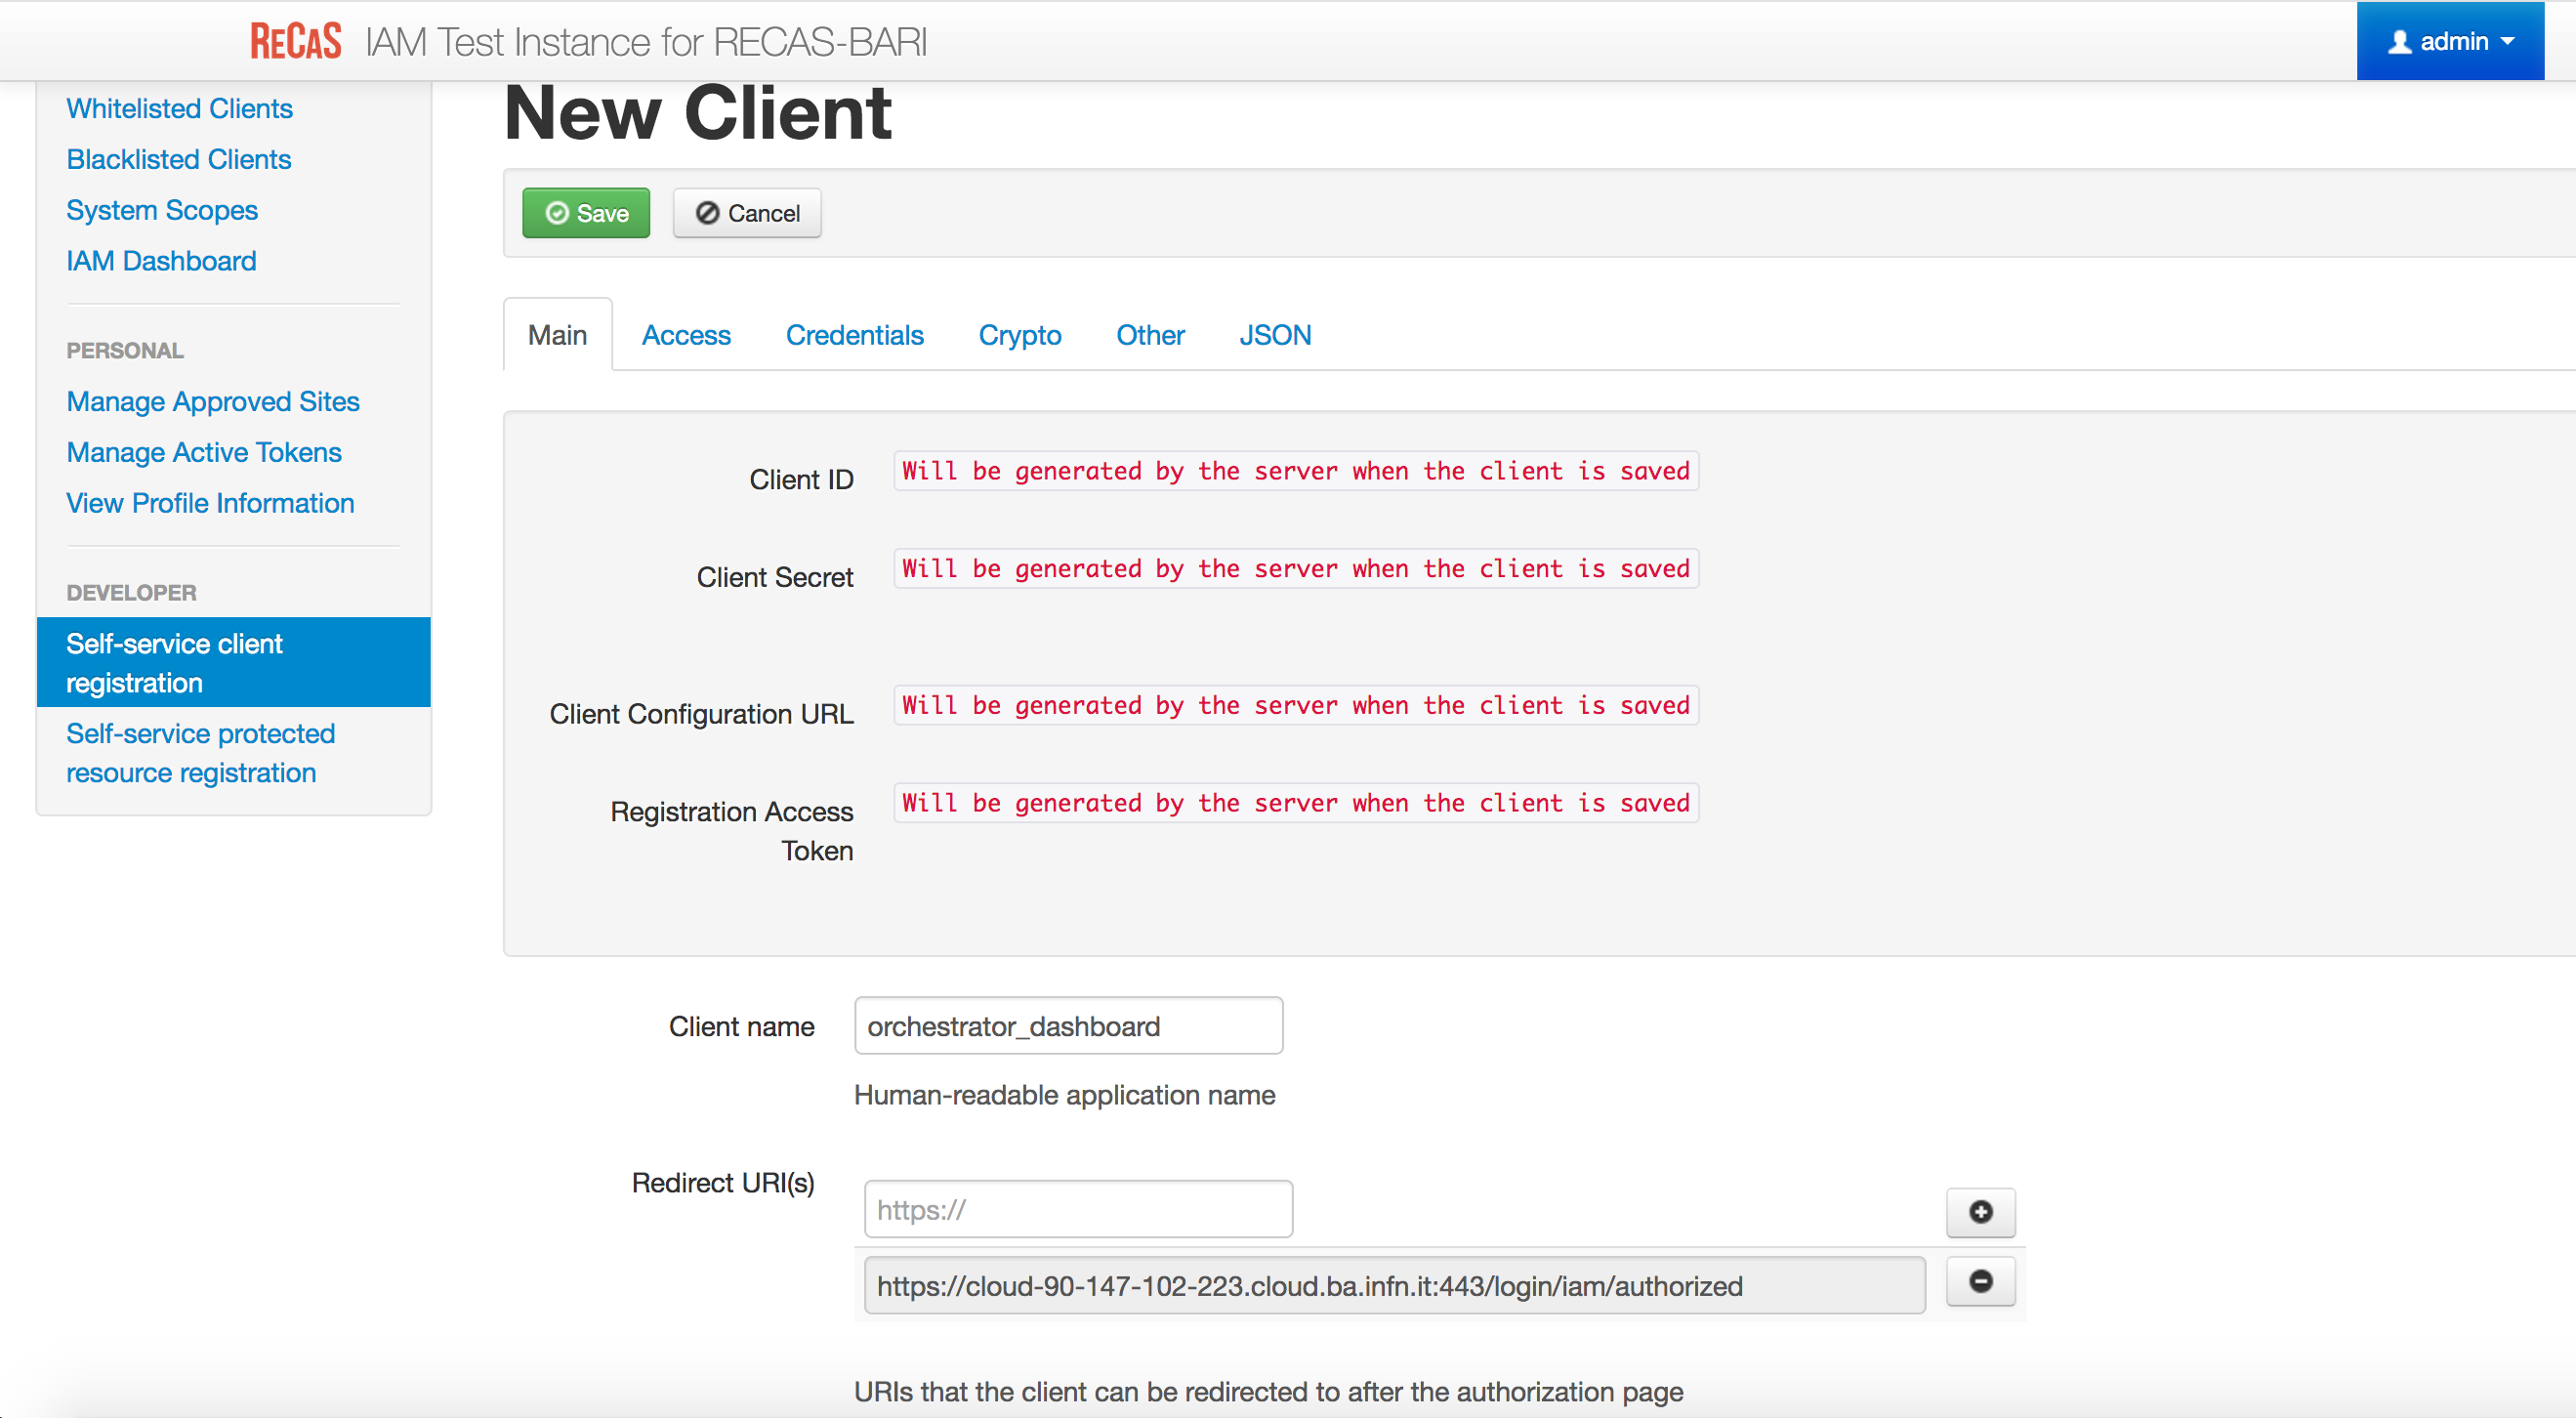 ReCaS IAM Test Instance for RECAS-BARI
admin
Whitelisted Clients
Blacklisted Clients
System Scopes
IAM Dashboard
PERSONAL
Manage Approved Sites
Manage Active Tokens
View Profile Information
DEVELOPER
Self-service client
registration
Self-service protected
resource registration
New Client
Save
Cancel
Main
Access
Credentials
Crypto
Other
JSON
Client ID
Will be generated by the server when the client is saved
Client Secret
Will be generated by the server when the client is saved
Client Configuration URL
Will be generated by the server when the client is saved
Registration Access
Token
Will be generated by the server when the client is saved
Client name
orchestrator_dashboard
Human-readable application name
Redirect URI(s)
https://
https://cloud-90-147-102-223.cloud.ba.infn.it:443/login/iam/authorized
URIs that the client can be redirected to after the authorization page